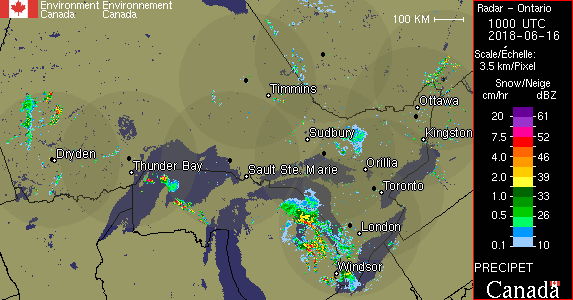 Environment Environnement
Canada Canada
100 KM
Timmins
Ottawa
Sudbury
Kingston
Dryden
Thunder Bay
Sault Ste. Marie
Orillia
Toronto
London
Windsor
Radar - Ontario
1000 UTC
2018-06-16
Scale/Échelle:
3.5 km/Pixel
Snow/Neige
cm/hr dBZ
20 61
7.5 52
4.0 46
2.0 39
1.0 33
0.5 26
0.1 10
PRECIPET
Canada